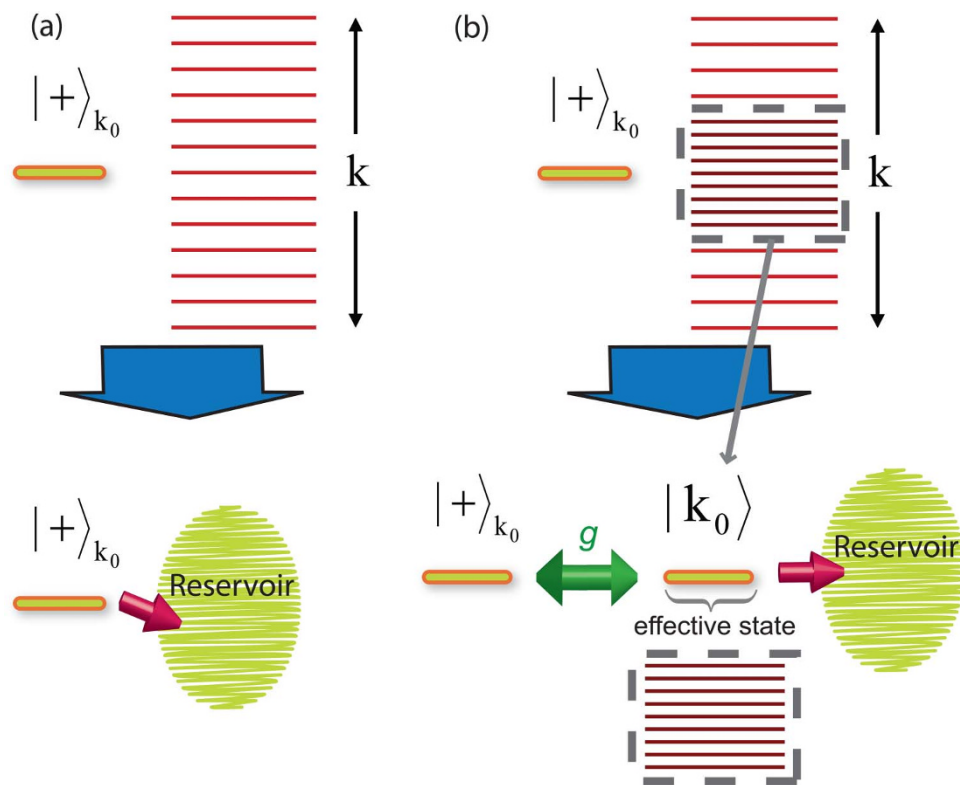 (a)
|+⟩k₀
k
|+⟩k₀
Reservoir
(b)
|+⟩k₀
k
|+⟩k₀
g
|k₀⟩
effective state
Reservoir